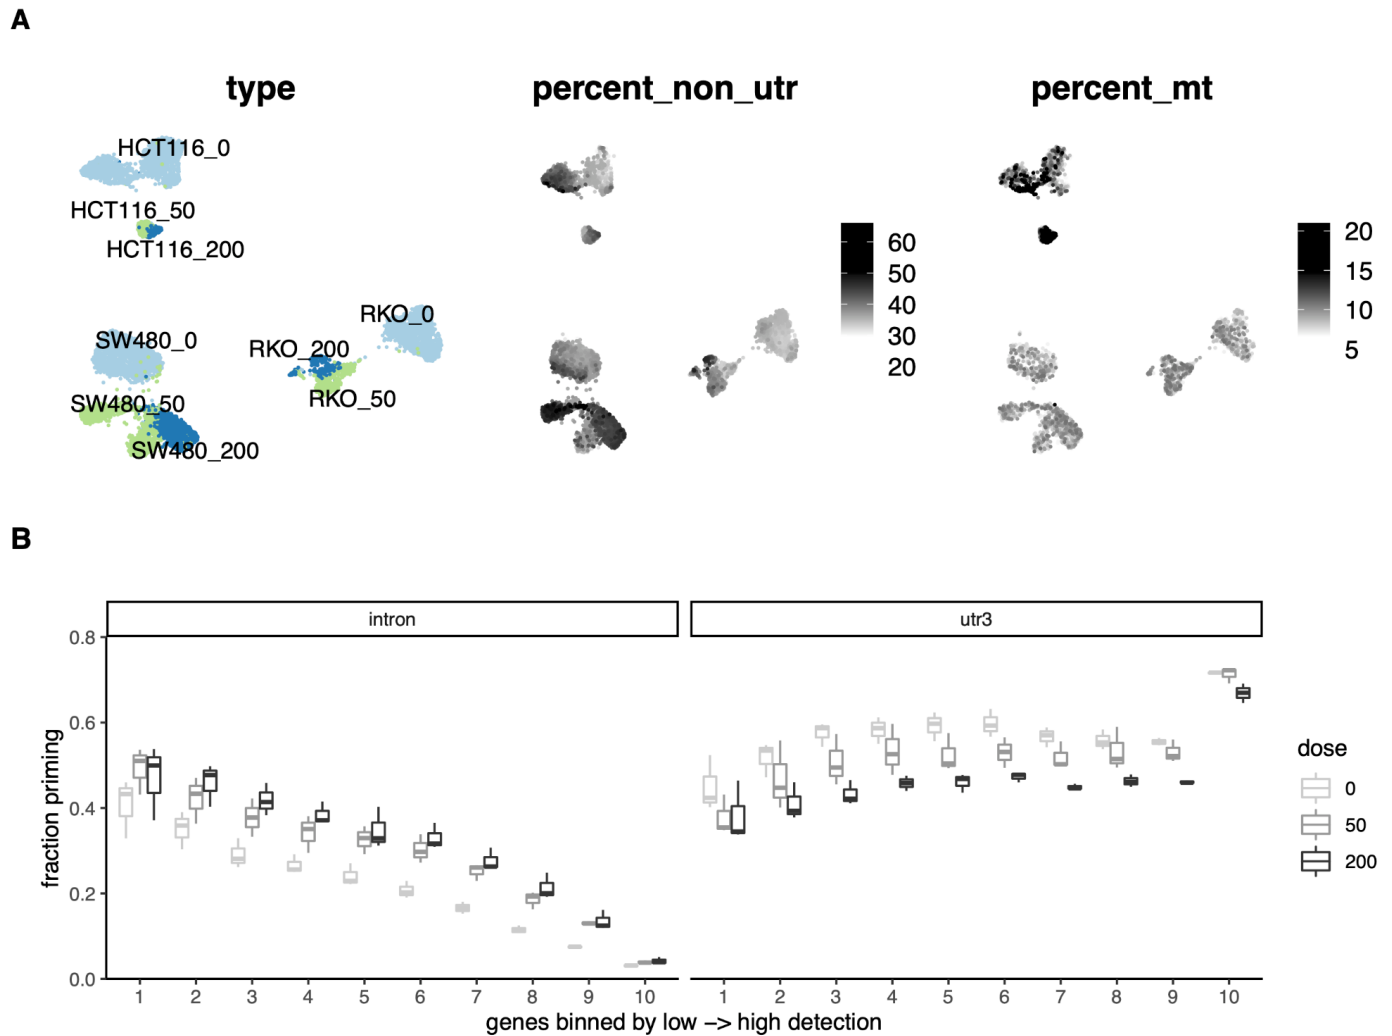 A
type
percent_non_utr
percent_mt
HCT116_0
HCT116_50
HCT116_200
SW480_0
SW480_50
SW480_200
RKO_0
RKO_200
RKO_50
60
50
40
30
20
20
15
10
5
B
intron
utr3
0.8
0.6
0.4
0.2
0.0
fraction priming
1 2 3 4 5 6 7 8 9 10
1 2 3 4 5 6 7 8 9 10
genes binned by low −> high detection
dose
0
50
200